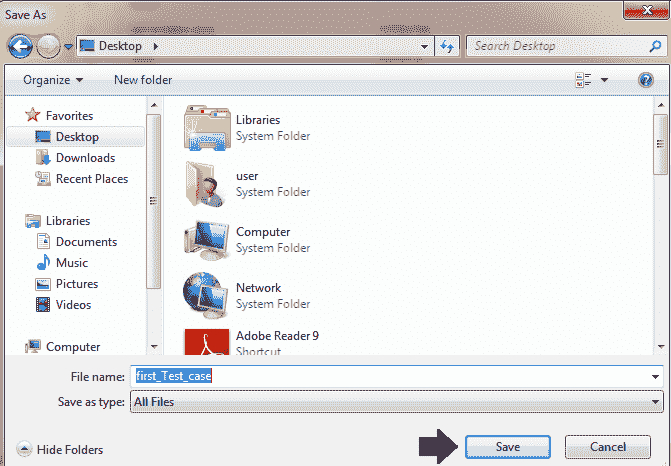 Save As
Desktop
Search Desktop
Organize
New folder
Favorites
Desktop
Downloads
Recent Places
Libraries
Documents
Music
Pictures
Videos
Computer
Libraries
System Folder
user
System Folder
Computer
System Folder
Network
System Folder
Adobe Reader 9
Shortcut
File name: first_Test_case
Save as type: All Files
Hide Folders
Save
Cancel